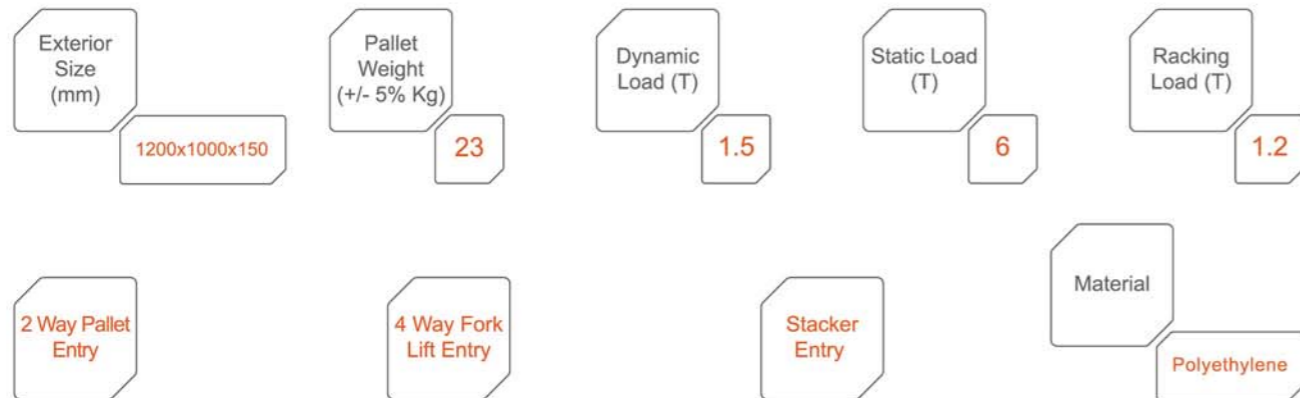 Exterior
Size
(mm)
1200x1000x150
Pallet
Weight
(+/- 5% Kg)
23
Dynamic
Load (T)
1.5
Static Load
(T)
6
Racking
Load (T)
1.2
2 Way Pallet
Entry
4 Way Fork
Lift Entry
Stacker
Entry
Material
Polyethylene